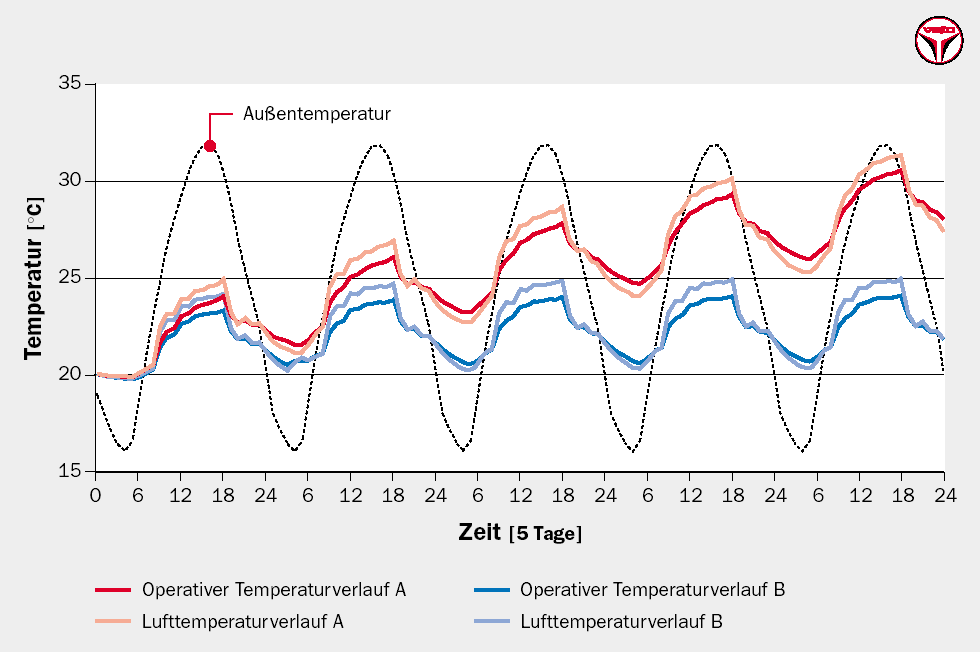 VELO
35
Außentemperatur
30
25
20
15
Temperatur [°C]
0 6 12 18 24 6 12 18 24 6 12 18 24 6 12 18 24 6 12 18 24
Zeit [5 Tage]
Operativer Temperaturverlauf A
Operativer Temperaturverlauf B
Lufttemperaturverlauf A
Lufttemperaturverlauf B